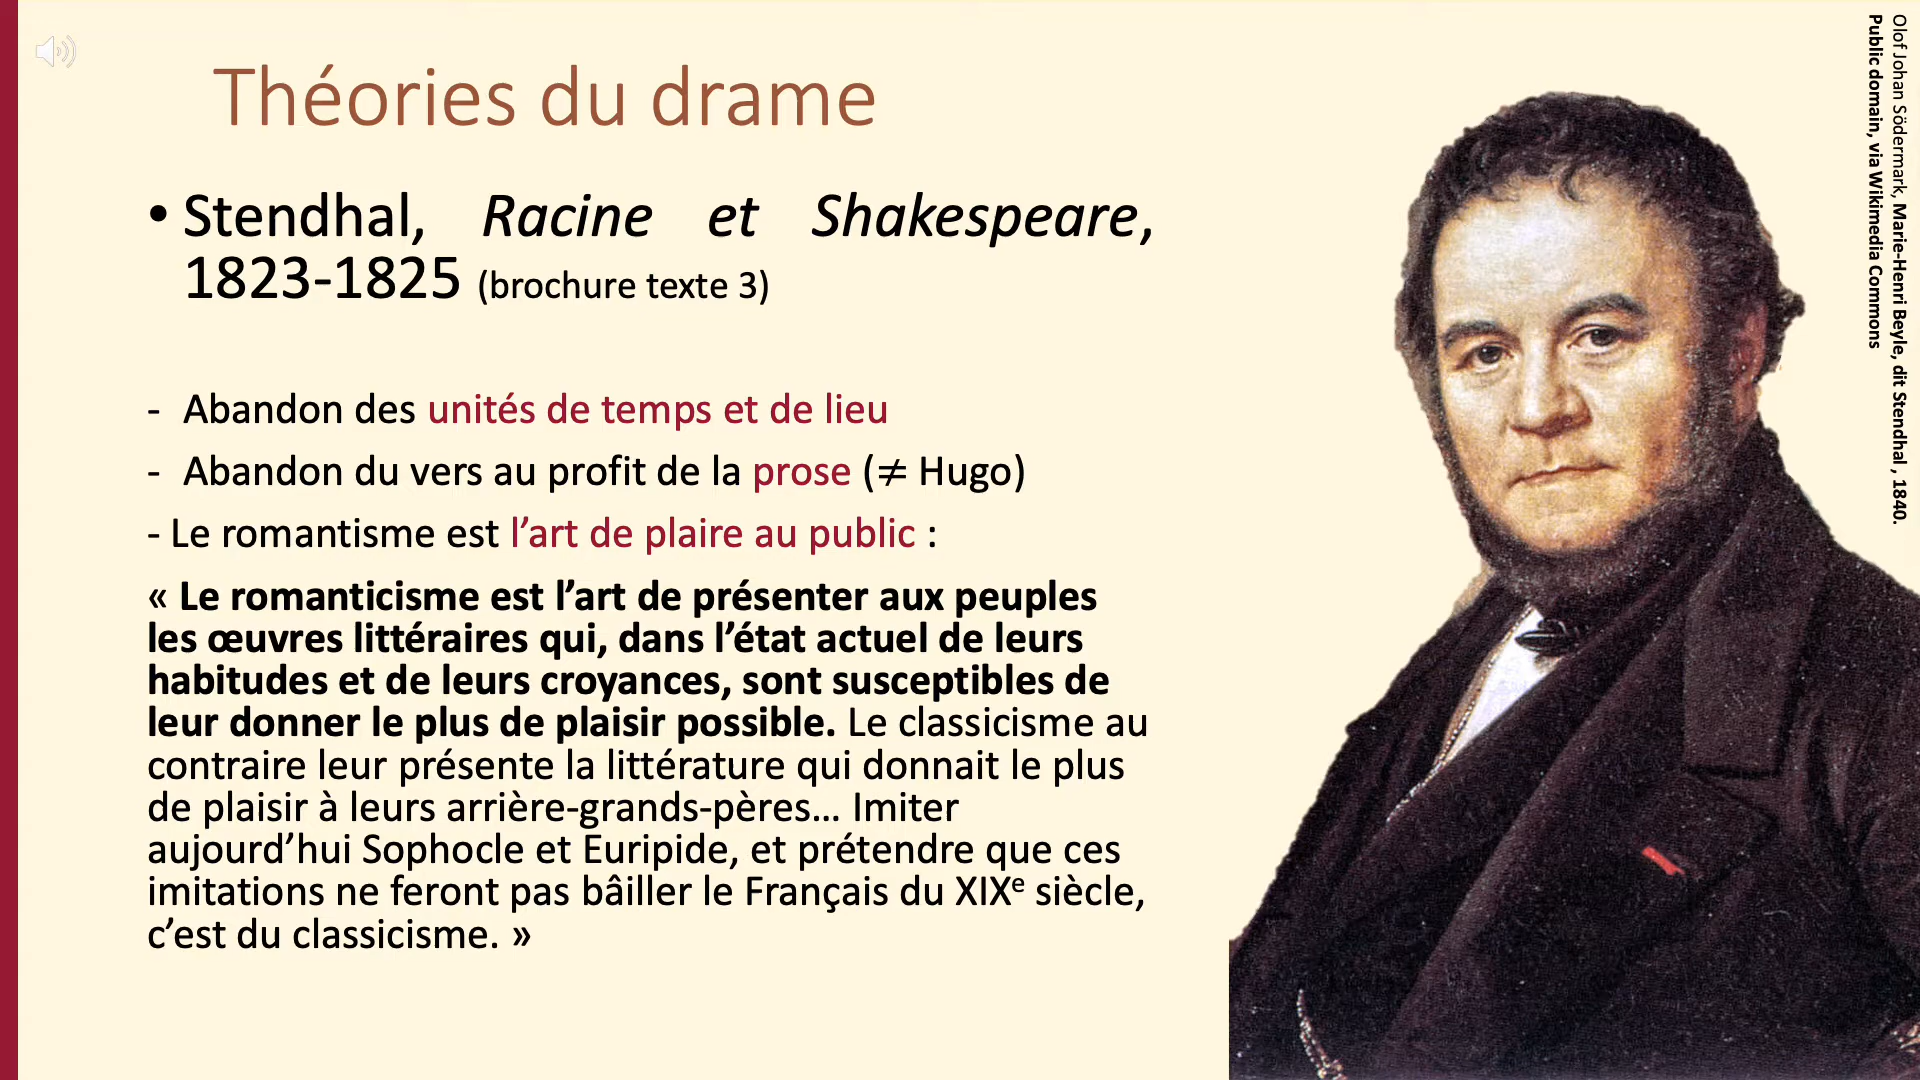 Théories du drame
• Stendhal, Racine et Shakespeare,
1823-1825 (brochure texte 3)
- Abandon des unités de temps et de lieu
- Abandon du vers au profit de la prose (≠ Hugo)
- Le romantisme est l’art de plaire au public :
« Le romanticisme est l’art de présenter aux peuples
les œuvres littéraires qui, dans l’état actuel de leurs
habitudes et de leurs croyances, sont susceptibles de
leur donner le plus de plaisir possible. Le classicisme au
contraire leur présente la littérature qui donnait le plus
de plaisir à leurs arrière-grands-pères… Imiter
aujourd’hui Sophocle et Euripide, et prétendre que ces
imitations ne feront pas bâiller le Français du XIXe siècle,
c’est du classicisme. »
Olof Johan Södermark, Marie-Henri Beyle, dit Stendhal , 1840.
Public domain, via Wikimedia Commons